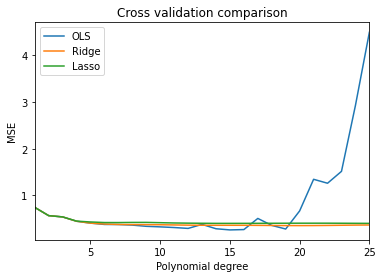 Cross validation comparison
OLS
Ridge
Lasso
4
3
2
1
MSE
5
10
15
20
25
Polynomial degree